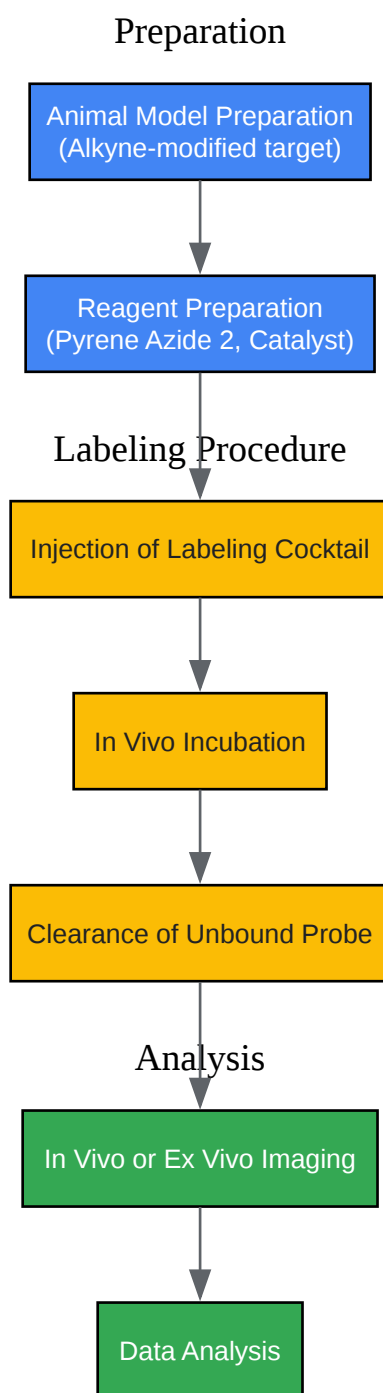 Preparation
Animal Model Preparation
(Alkyne-modified target)
Reagent Preparation
(Pyrene Azide 2, Catalyst)
Labeling Procedure
Injection of Labeling Cocktail
In Vivo Incubation
Clearance of Unbound Probe
Analysis
In Vivo or Ex Vivo Imaging
Data Analysis